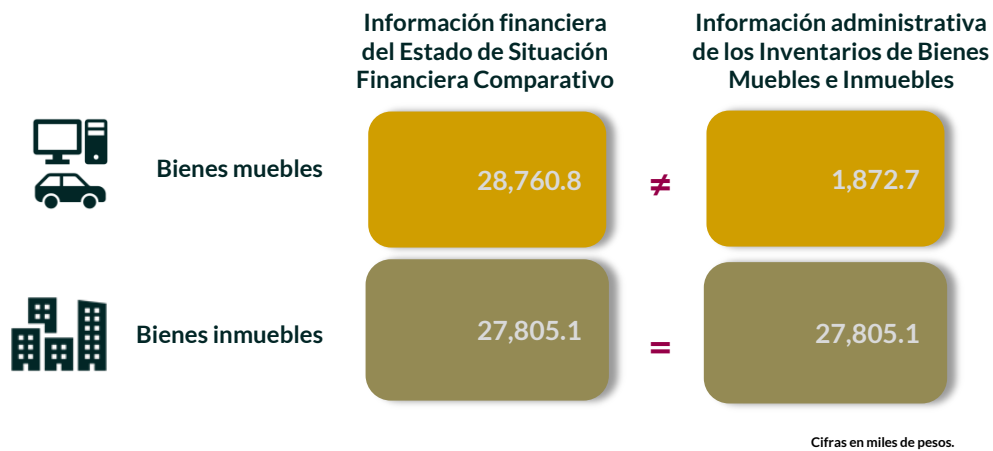 Información financiera
del Estado de Situación
Financiera Comparativo
Información administrativa
de los Inventarios de Bienes
Muebles e Inmuebles
Bienes muebles
28,760.8
≠
1,872.7
Bienes inmuebles
27,805.1
=
27,805.1
Cifras en miles de pesos.